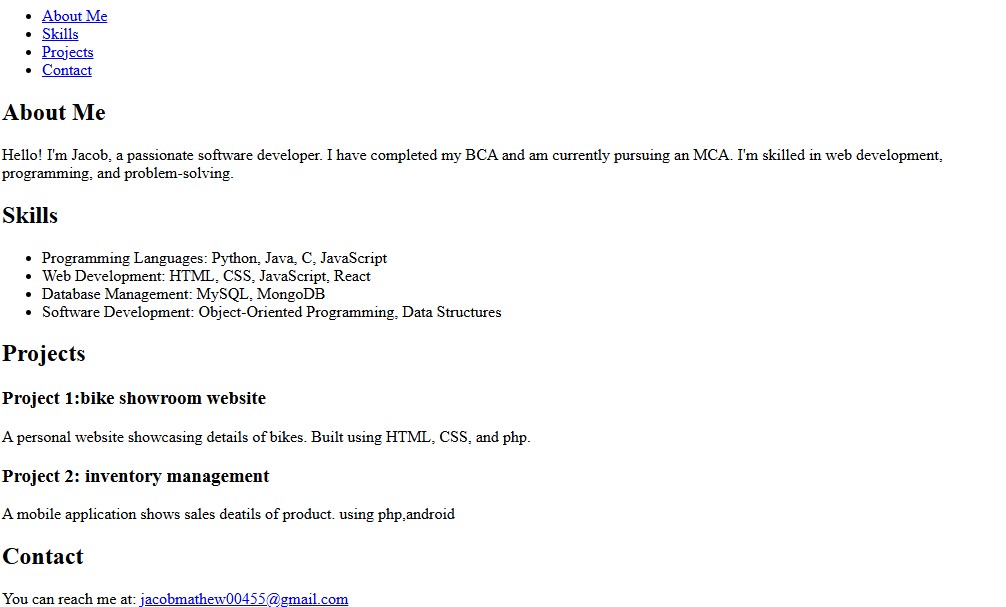 About Me
Skills
Projects
Contact
About Me
Hello! I'm Jacob, a passionate software developer. I have completed my BCA and am currently pursuing an MCA. I'm skilled in web development,
programming, and problem-solving.
Skills
Programming Languages: Python, Java, C, JavaScript
Web Development: HTML, CSS, JavaScript, React
Database Management: MySQL, MongoDB
Software Development: Object-Oriented Programming, Data Structures
Projects
Project 1:bike showroom website
A personal website showcasing details of bikes. Built using HTML, CSS, and php.
Project 2: inventory management
A mobile application shows sales deatils of product. using php,android
Contact
You can reach me at: jacobmathew00455@gmail.com